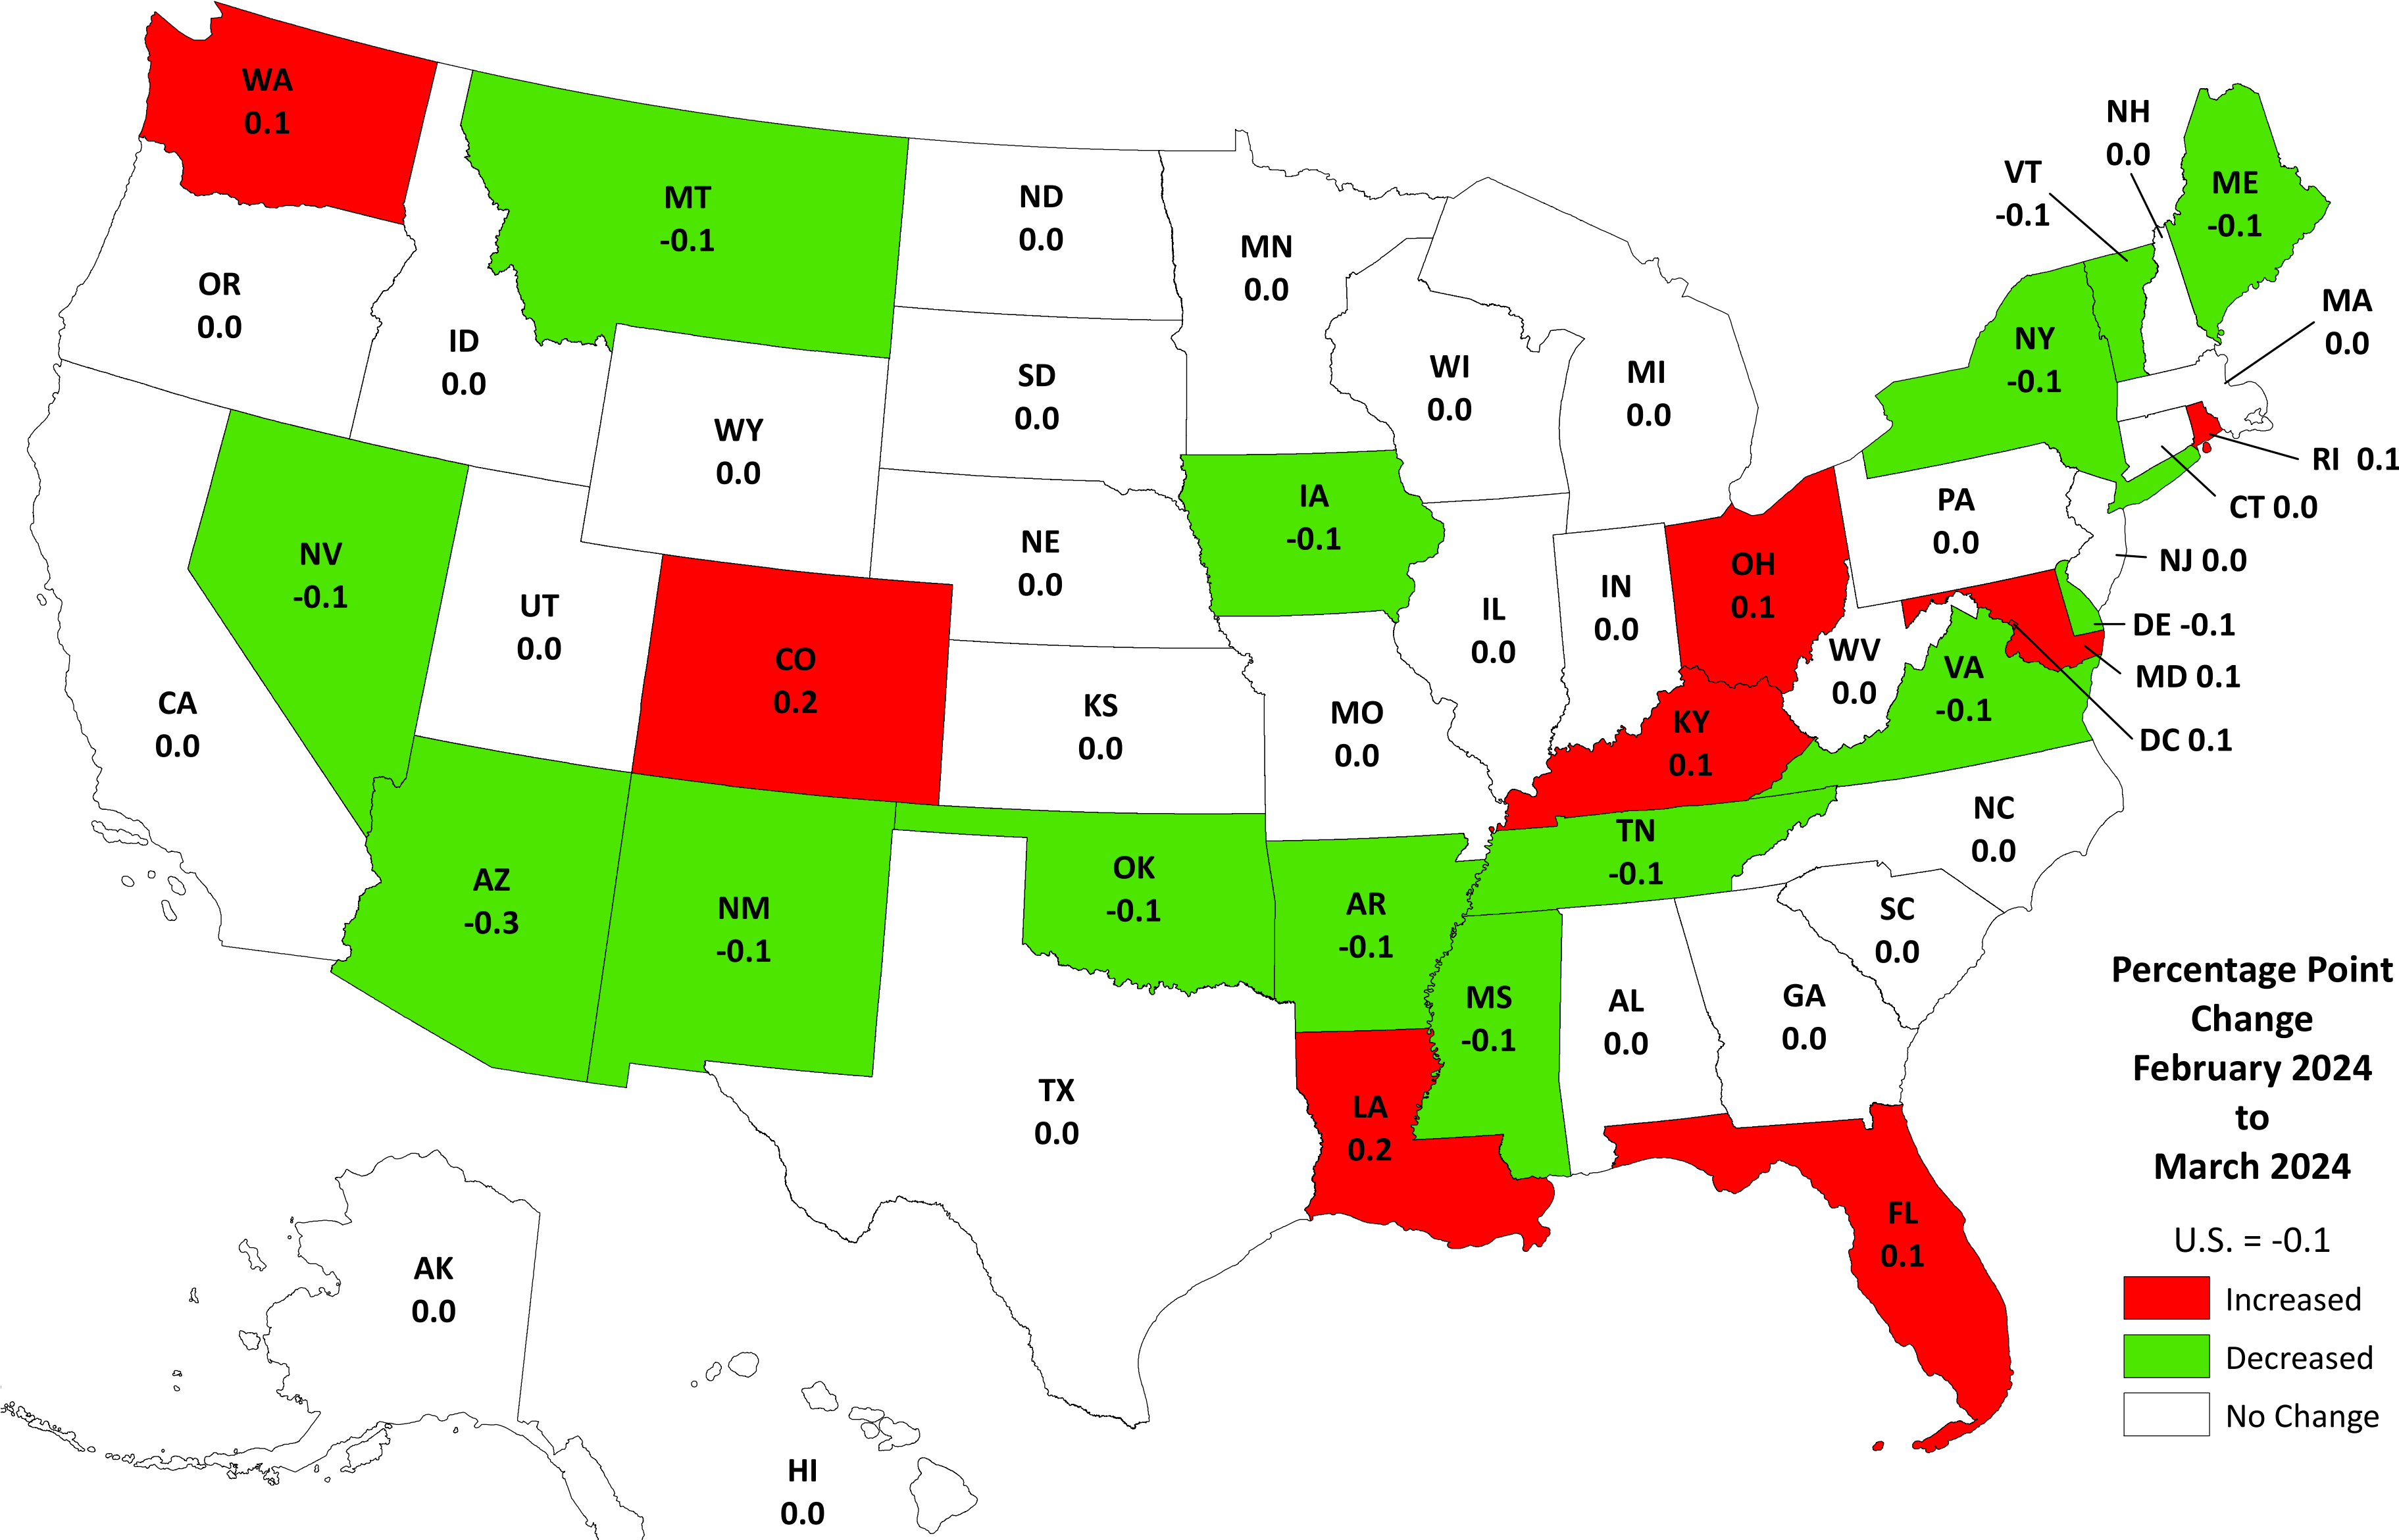 WA
0.1
MT
-0.1
ND
0.0
MN
0.0
OR
0.0
ID
0.0
WY
0.0
SD
0.0
WI
0.0
MI
0.0
NH
0.0
VT
-0.1
ME
-0.1
NY
-0.1
MA
0.0
RI 0.1
CT 0.0
NJ 0.0
PA
0.0
DE -0.1
MD 0.1
DC 0.1
NV
-0.1
UT
0.0
CO
0.2
NE
0.0
IA
-0.1
IL
0.0
IN
0.0
OH
0.1
WV
0.0
VA
-0.1
CA
0.0
KS
0.0
MO
0.0
KY
0.1
NC
0.0
TN
-0.1
AZ
-0.3
NM
-0.1
OK
-0.1
AR
-0.1
SC
0.0
MS
-0.1
AL
0.0
GA
0.0
TX
0.0
LA
0.2
FL
0.1
AK
0.0
HI
0.0
Percentage Point
Change
February 2024
to
March 2024
U.S. = -0.1
Increased
Decreased
No Change